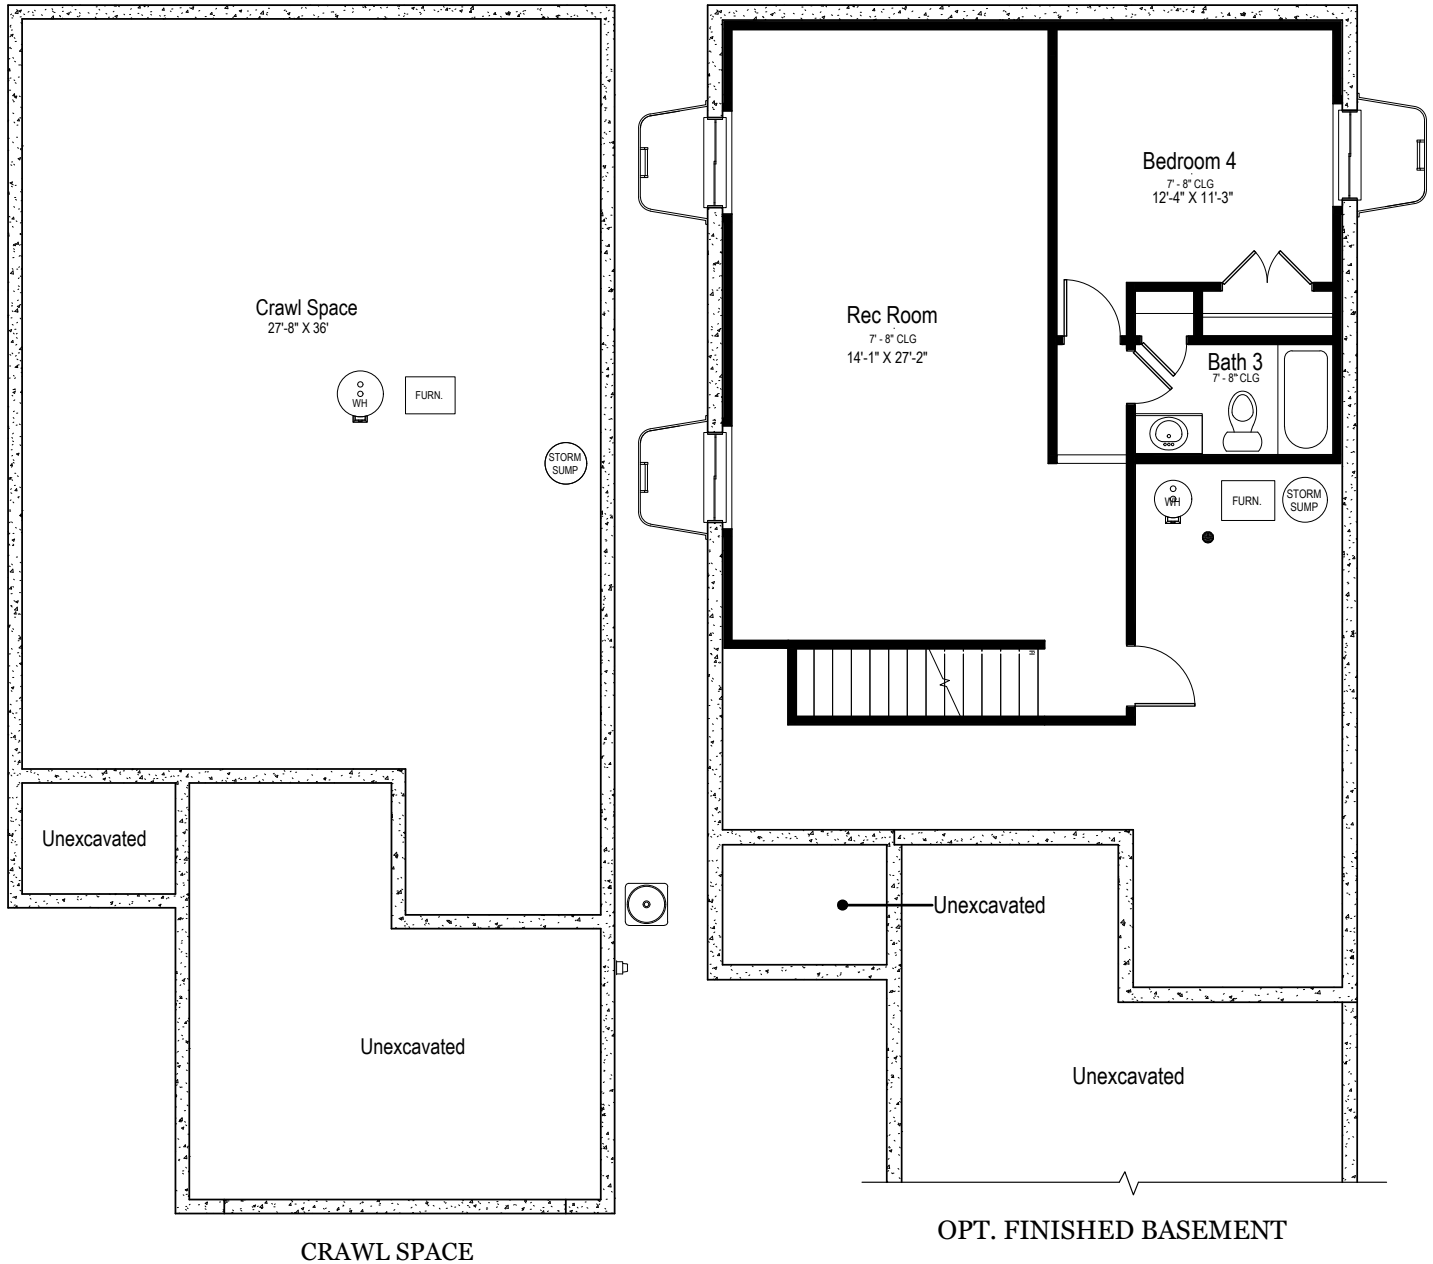 Crawl Space
27'-8" X 36'
WH
FURN.
STORM
SUMP
Unexcavated
Unexcavated
CRAWL SPACE
Bedroom 4
7' - 8" CLG
12'-4" X 11'-3"
Rec Room
7' - 8" CLG
14'-1" X 27'-2"
Bath 3
7' - 8" CLG
WH
FURN.
STORM
SUMP
Unexcavated
Unexcavated
OPT. FINISHED BASEMENT